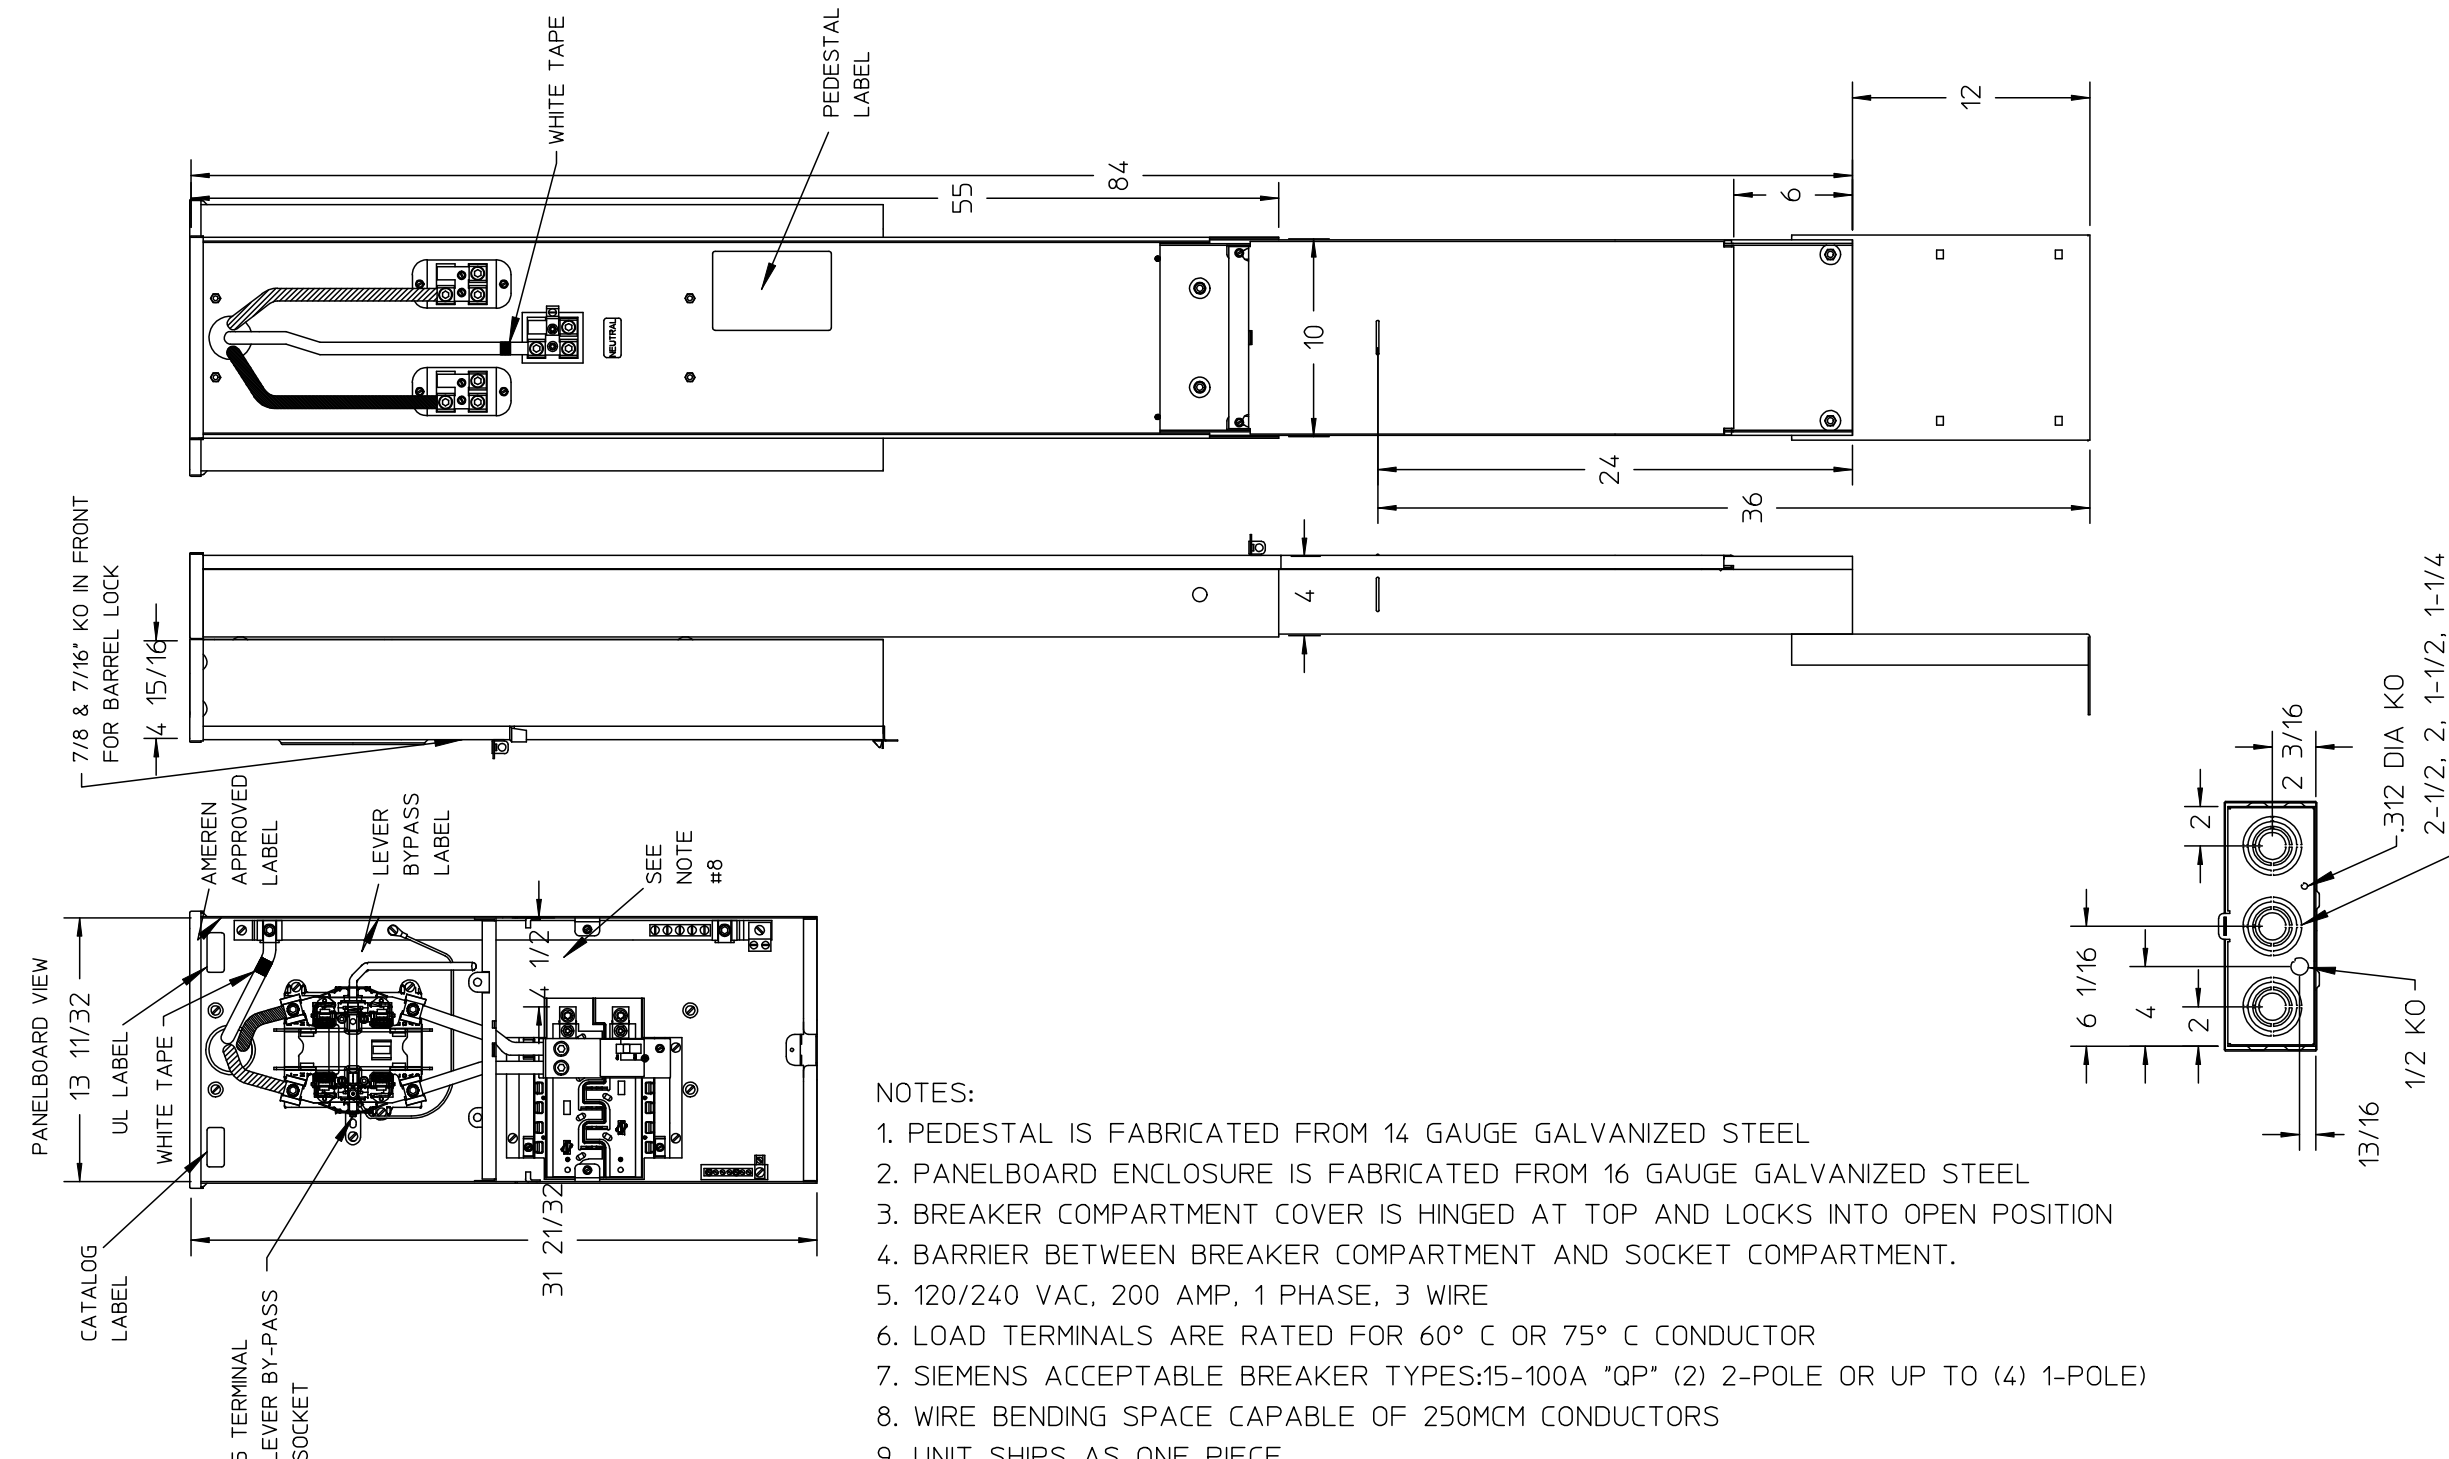 WHITE TAPE
PEDESTAL
LABEL
12
84
55
6
NEUTRAL
10
24
36
7/8 & 7/16" KO IN FRONT
FOR BARREL LOCK
4 15/16
4
AMEREN
APPROVED
LABEL
LEVER
BYPASS
LABEL
SEE
NOTE
#8
PANELBOARD VIEW
13 11/32
UL LABEL
WHITE TAPE
4 1/2
31 21/32
CATALOG
LABEL
5 TERMINAL
LEVER BY-PASS
SOCKET
2 3/16
2
.312 DIA KO
2-1/2, 2, 1-1/2, 1-1/4
6 1/16
4
2
1/2 KO
13/16
NOTES:
1. PEDESTAL IS FABRICATED FROM 14 GAUGE GALVANIZED STEEL
2. PANELBOARD ENCLOSURE IS FABRICATED FROM 16 GAUGE GALVANIZED STEEL
3. BREAKER COMPARTMENT COVER IS HINGED AT TOP AND LOCKS INTO OPEN POSITION
4. BARRIER BETWEEN BREAKER COMPARTMENT AND SOCKET COMPARTMENT.
5. 120/240 VAC, 200 AMP, 1 PHASE, 3 WIRE
6. LOAD TERMINALS ARE RATED FOR 60° C OR 75° C CONDUCTOR
7. SIEMENS ACCEPTABLE BREAKER TYPES:15-100A "QP" (2) 2-POLE OR UP TO (4) 1-POLE)
8. WIRE BENDING SPACE CAPABLE OF 250MCM CONDUCTORS
9. UNIT SHIPS AS ONE PIECE